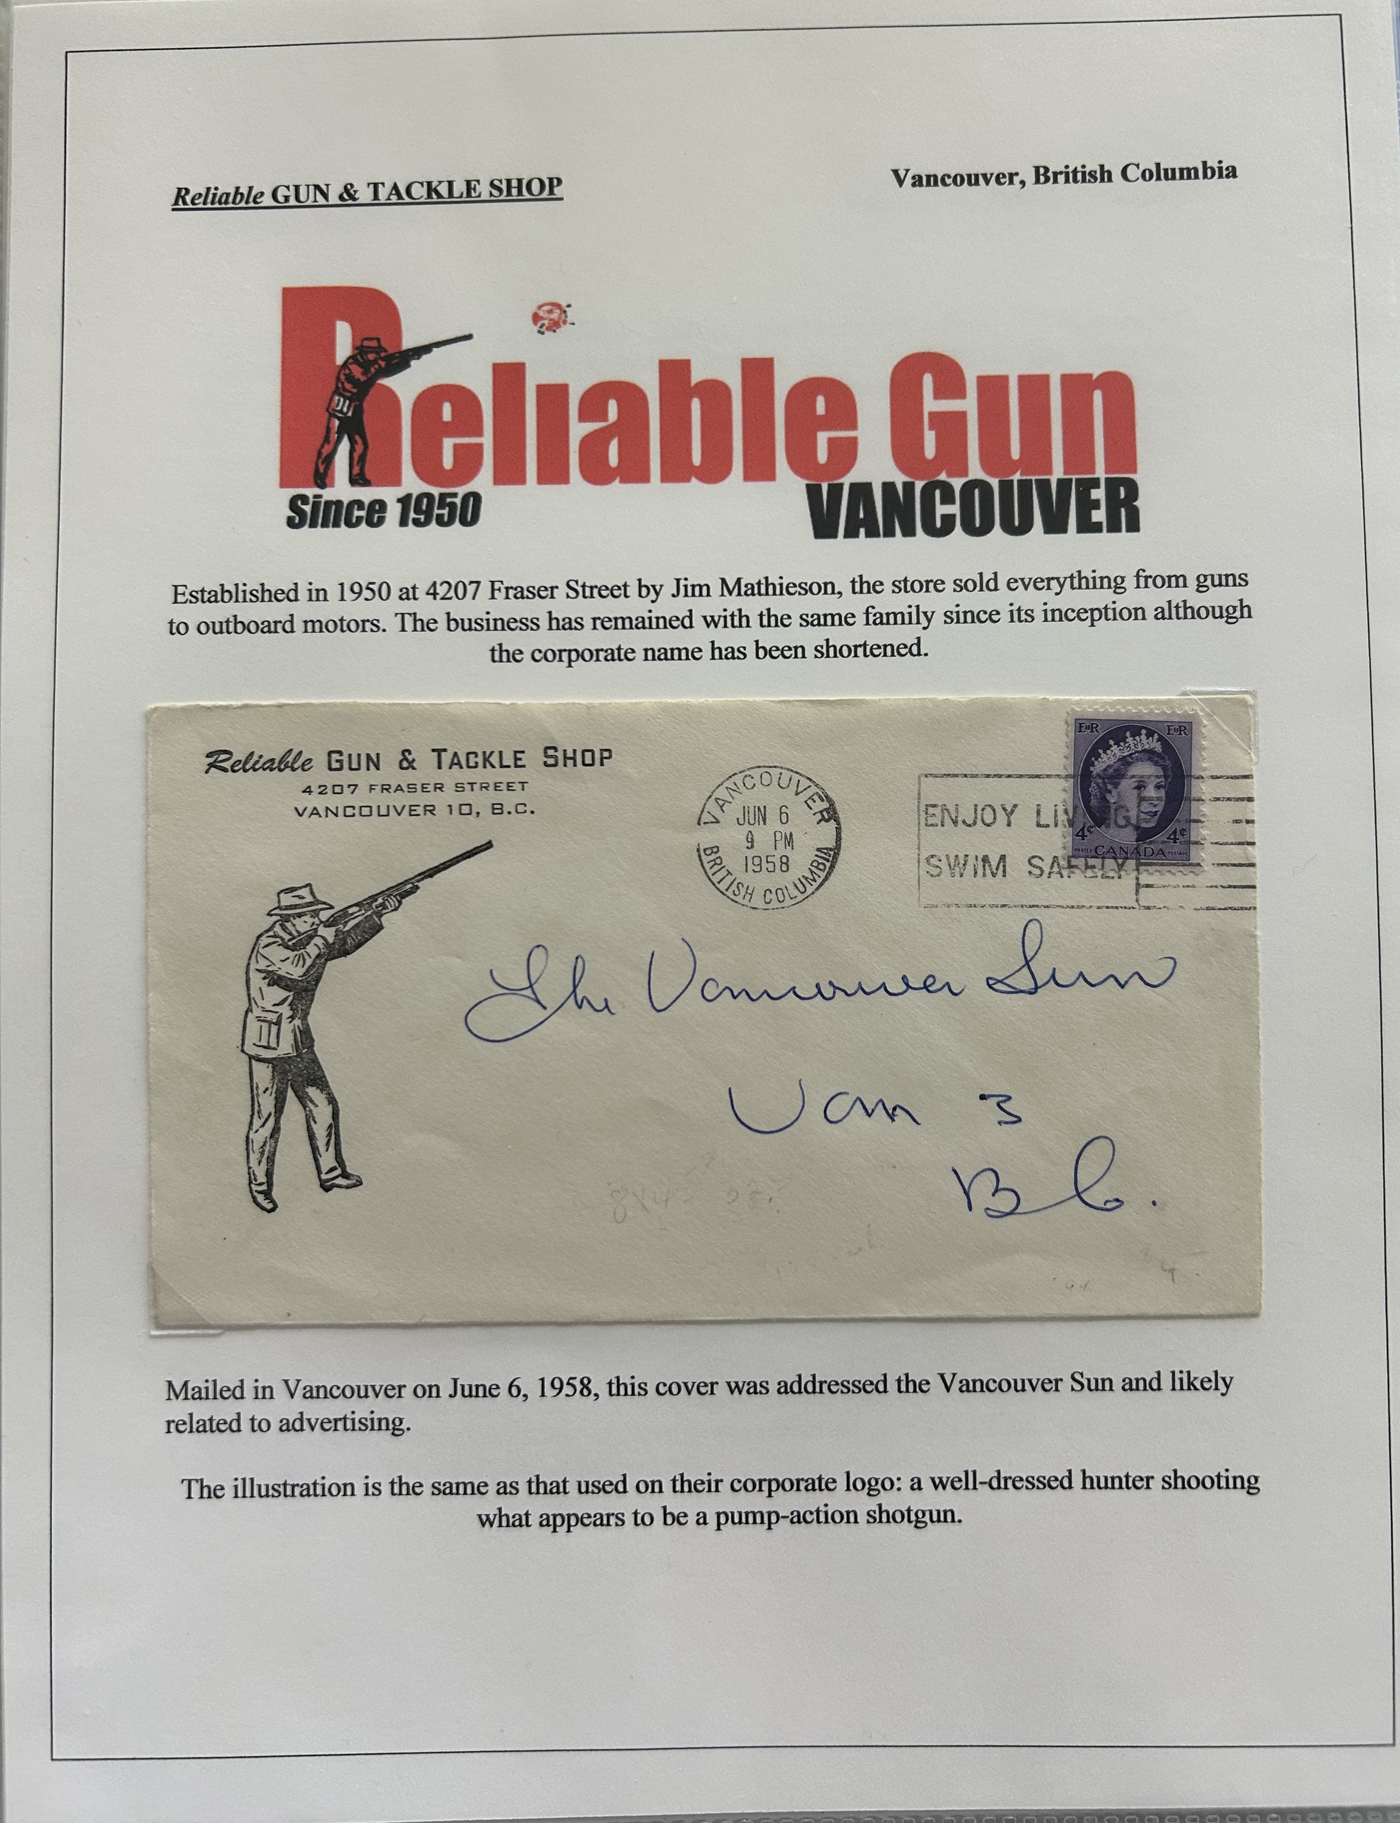 Reliable GUN & TACKLE SHOP
Vancouver, British Columbia
Reliable Gun
Since 1950
VANCOUVER
Established in 1950 at 4207 Fraser Street by Jim Mathieson, the store sold everything from guns
to outboard motors. The business has remained with the same family since its inception although
the corporate name has been shortened.
Reliable GUN & TACKLE SHOP
4207 FRASER STREET
VANCOUVER 10, B.C.
VANCOUVER
JUN 6
9 PM
1958
BRITISH COLUMBIA
ENJOY LIVING
SWIM SAFELY
EIIR EIIR
4¢ 4¢
CANADA
The Vancouver Sun
Van 3
B C.
Mailed in Vancouver on June 6, 1958, this cover was addressed the Vancouver Sun and likely
related to advertising.
The illustration is the same as that used on their corporate logo: a well-dressed hunter shooting
what appears to be a pump-action shotgun.